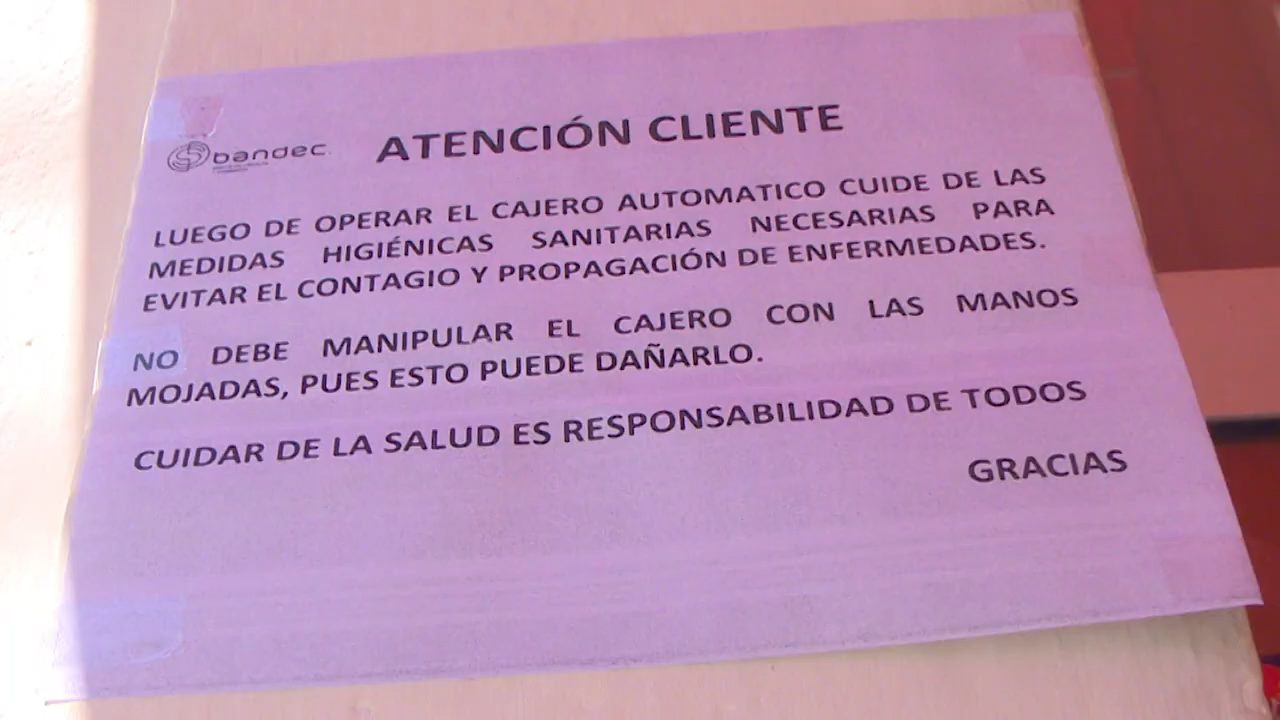 bandec
ATENCIÓN CLIENTE
LUEGO DE OPERAR EL CAJERO AUTOMATICO CUIDE DE LAS
MEDIDAS HIGIÉNICAS SANITARIAS NECESARIAS PARA
EVITAR EL CONTAGIO Y PROPAGACIÓN DE ENFERMEDADES.
NO DEBE MANIPULAR EL CAJERO CON LAS MANOS
MOJADAS, PUES ESTO PUEDE DAÑARLO.
CUIDAR DE LA SALUD ES RESPONSABILIDAD DE TODOS
GRACIAS